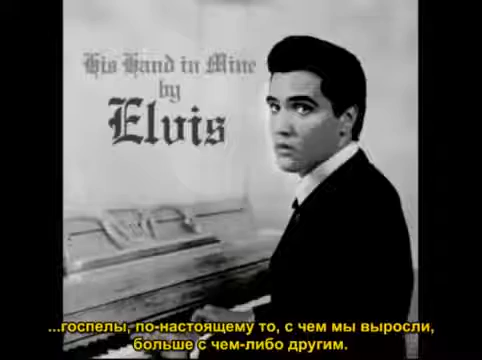 His Hand in Mine
by
Elvis
...госпелы, по-настоящему то, с чем мы выросли,
больше с чем-либо другим.